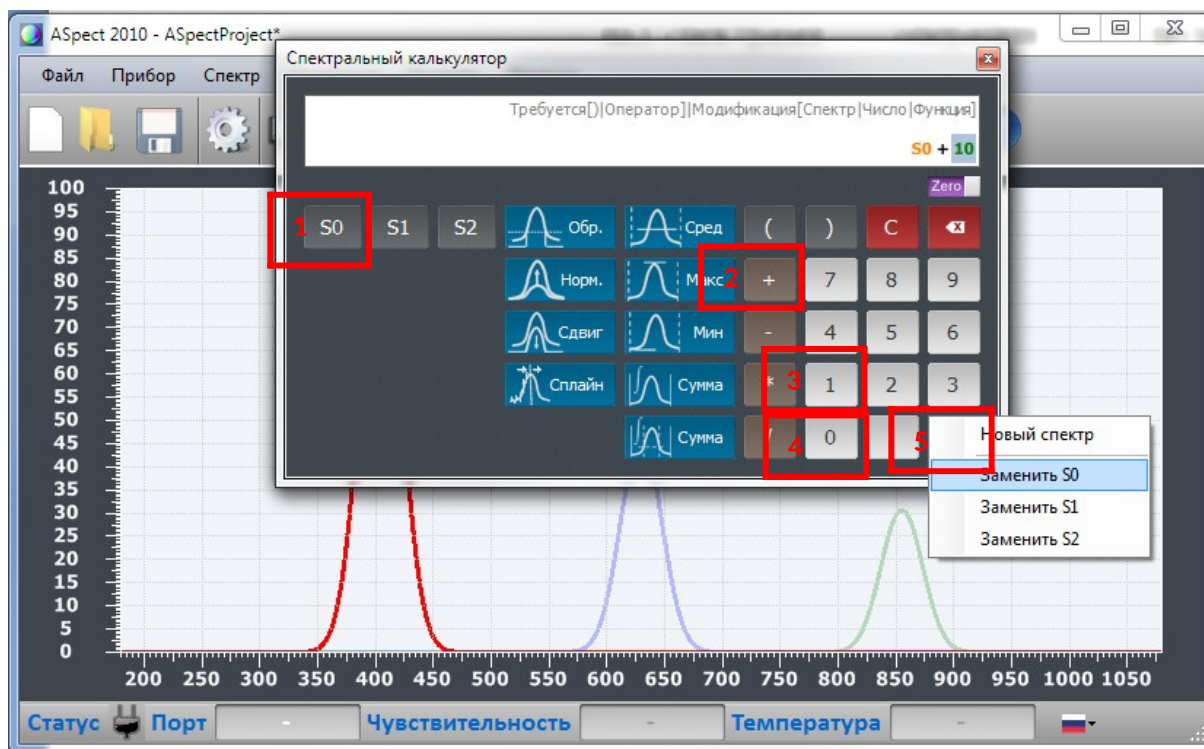 ASpect 2010 - ASpectProject*
Файл Прибор Спектр
Спектральный калькулятор
Требуется[)|Оператор]|Модификация[Спектр|Число|Функция]
S0 + 10
Zero
1 S0 S1 S2 Обр. Сред ( ) C
Норм. Макс 2 + 7 8 9
Сдвиг Мин - 4 5 6
Сплайн Сумма 3 * 1 2 3
Сумма / 4 0 5
Новый спектр
Заменить S0
Заменить S1
Заменить S2
100
95
90
85
80
75
70
65
60
55
50
45
40
35
30
25
20
15
10
5
0
200 250 300 350 400 450 500 550 600 650 700 750 800 850 900 950 1000 1050
Статус Порт - Чувствительность - Температура -